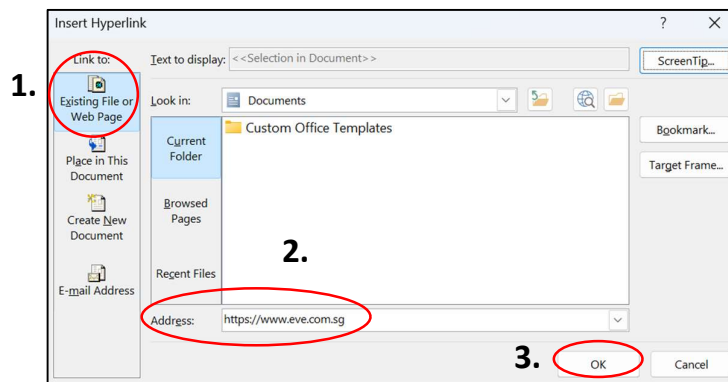 Insert Hyperlink ? X
Link to:
Text to display: <<Selection in Document>>
ScreenTip...
1.
Existing File or
Web Page
Look in: Documents
Current
Folder
Custom Office Templates
Bookmark...
Place in This
Document
Target Frame...
Browsed
Pages
Create New
Document
2.
Recent Files
E-mail Address
Address: https://www.eve.com.sg
3.
OK
Cancel